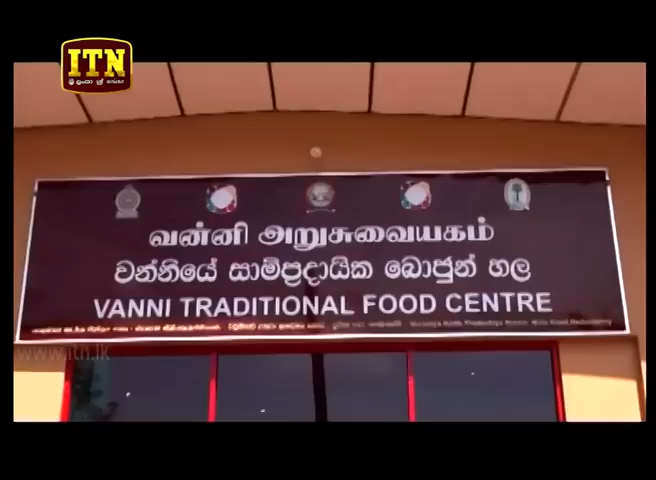 ITN
வன்னி அறுசுவையகம்
වන්නියේ සාම්ප්‍රදායික බොජුන් හල
VANNI TRADITIONAL FOOD CENTRE
www.itn.lk